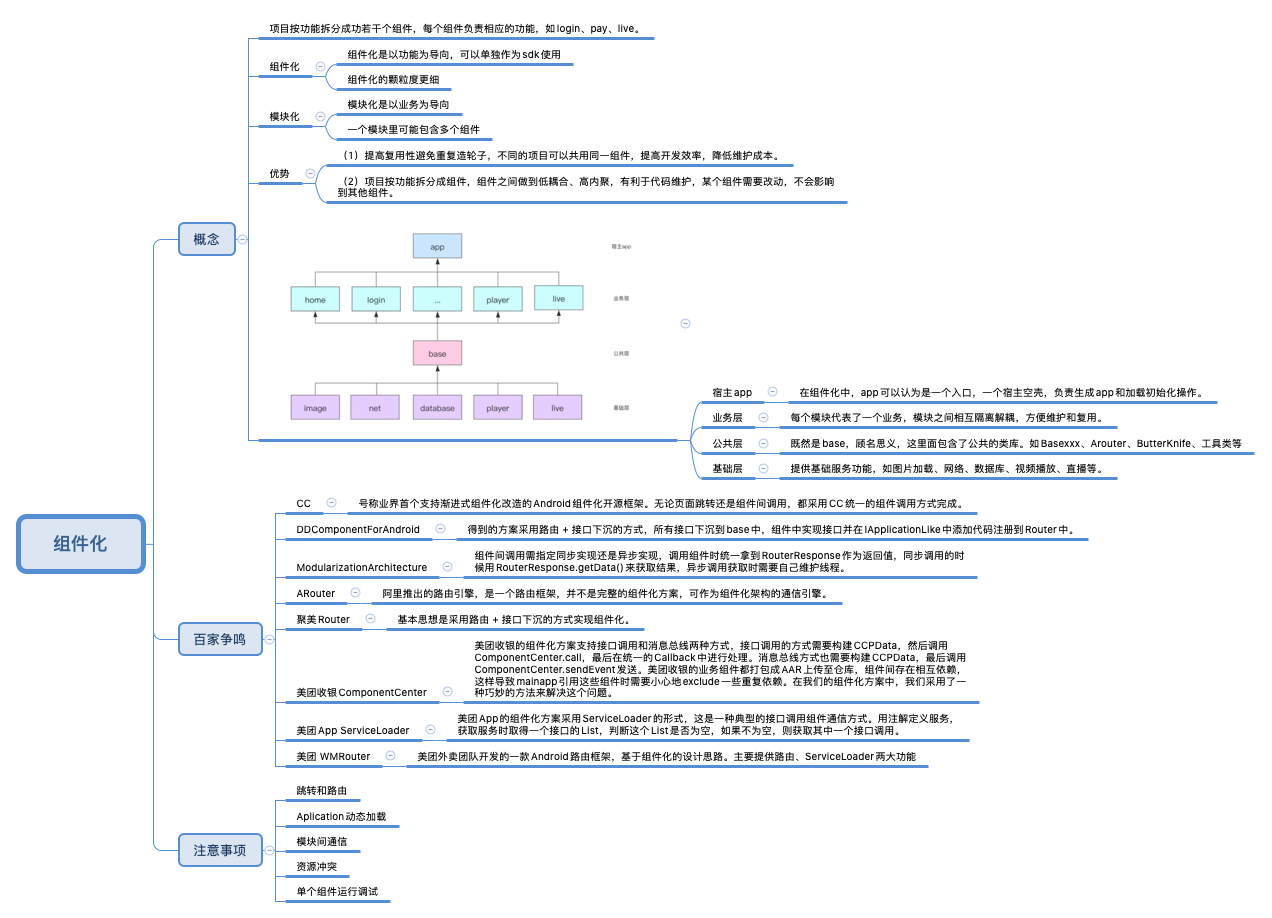 组件化
概念
项目按功能拆分成功若干个组件，每个组件负责相应的功能，如login、pay、live。
组件化
组件化是以功能为导向，可以单独作为sdk使用
组件化的颗粒度更细
模块化
模块化是以业务为导向
一个模块里可能包含多个组件
优势
（1）提高复用性避免重复造轮子，不同的项目可以共用同一组件，提高开发效率，降低维护成本。
（2）项目按功能拆分成组件，组件之间做到低耦合、高内聚，有利于代码维护，某个组件需要改动，不会影响
到其他组件。
app
宿主app
home
login
...
player
live
业务层
base
公共层
image
net
database
player
live
基础层
宿主app
在组件化中，app可以认为是一个入口，一个宿主空壳，负责生成app和加载初始化操作。
业务层
每个模块代表了一个业务，模块之间相互隔离解耦，方便维护和复用。
公共层
既然是base，顾名思义，这里面包含了公共的类库。如Basexxx、Arouter、ButterKnife、工具类等
基础层
提供基础服务功能，如图片加载、网络、数据库、视频播放、直播等。
百家争鸣
CC
号称业界首个支持渐进式组件化改造的Android组件化开源框架。无论页面跳转还是组件间调用，都采用CC统一的组件调用方式完成。
DDComponentForAndroid
得到的方案采用路由 + 接口下沉的方式，所有接口下沉到base中，组件中实现接口并在IApplicationLike中添加代码注册到Router中。
ModularizationArchitecture
组件间调用需指定同步实现还是异步实现，调用组件时统一拿到RouterResponse作为返回值，同步调用的时
候用RouterResponse.getData()来获取结果，异步调用获取时需要自己维护线程。
ARouter
阿里推出的路由引擎，是一个路由框架，并不是完整的组件化方案，可作为组件化架构的通信引擎。
聚美Router
基本思想是采用路由 + 接口下沉的方式实现组件化。
美团收银ComponentCenter
美团收银的组件化方案支持接口调用和消息总线两种方式，接口调用的方式需要构建CCPData，然后调用
ComponentCenter.call，最后在统一的Callback中进行处理。消息总线方式也需要构建CCPData，最后调用
ComponentCenter.sendEvent发送。美团收银的业务组件都打包成AAR上传至仓库，组件间存在相互依赖，
这样导致mainapp引用这些组件时需要小心地exclude一些重复依赖。在我们的组件化方案中，我们采用了一
种巧妙的方法来解决这个问题。
美团App ServiceLoader
美团App的组件化方案采用ServiceLoader的形式，这是一种典型的接口调用组件通信方式。用注解定义服务，
获取服务时取得一个接口的List，判断这个List是否为空，如果不为空，则获取其中一个接口调用。
美团 WMRouter
美团外卖团队开发的一款Android路由框架，基于组件化的设计思路。主要提供路由、ServiceLoader两大功能
注意事项
跳转和路由
Aplication动态加载
模块间通信
资源冲突
单个组件运行调试